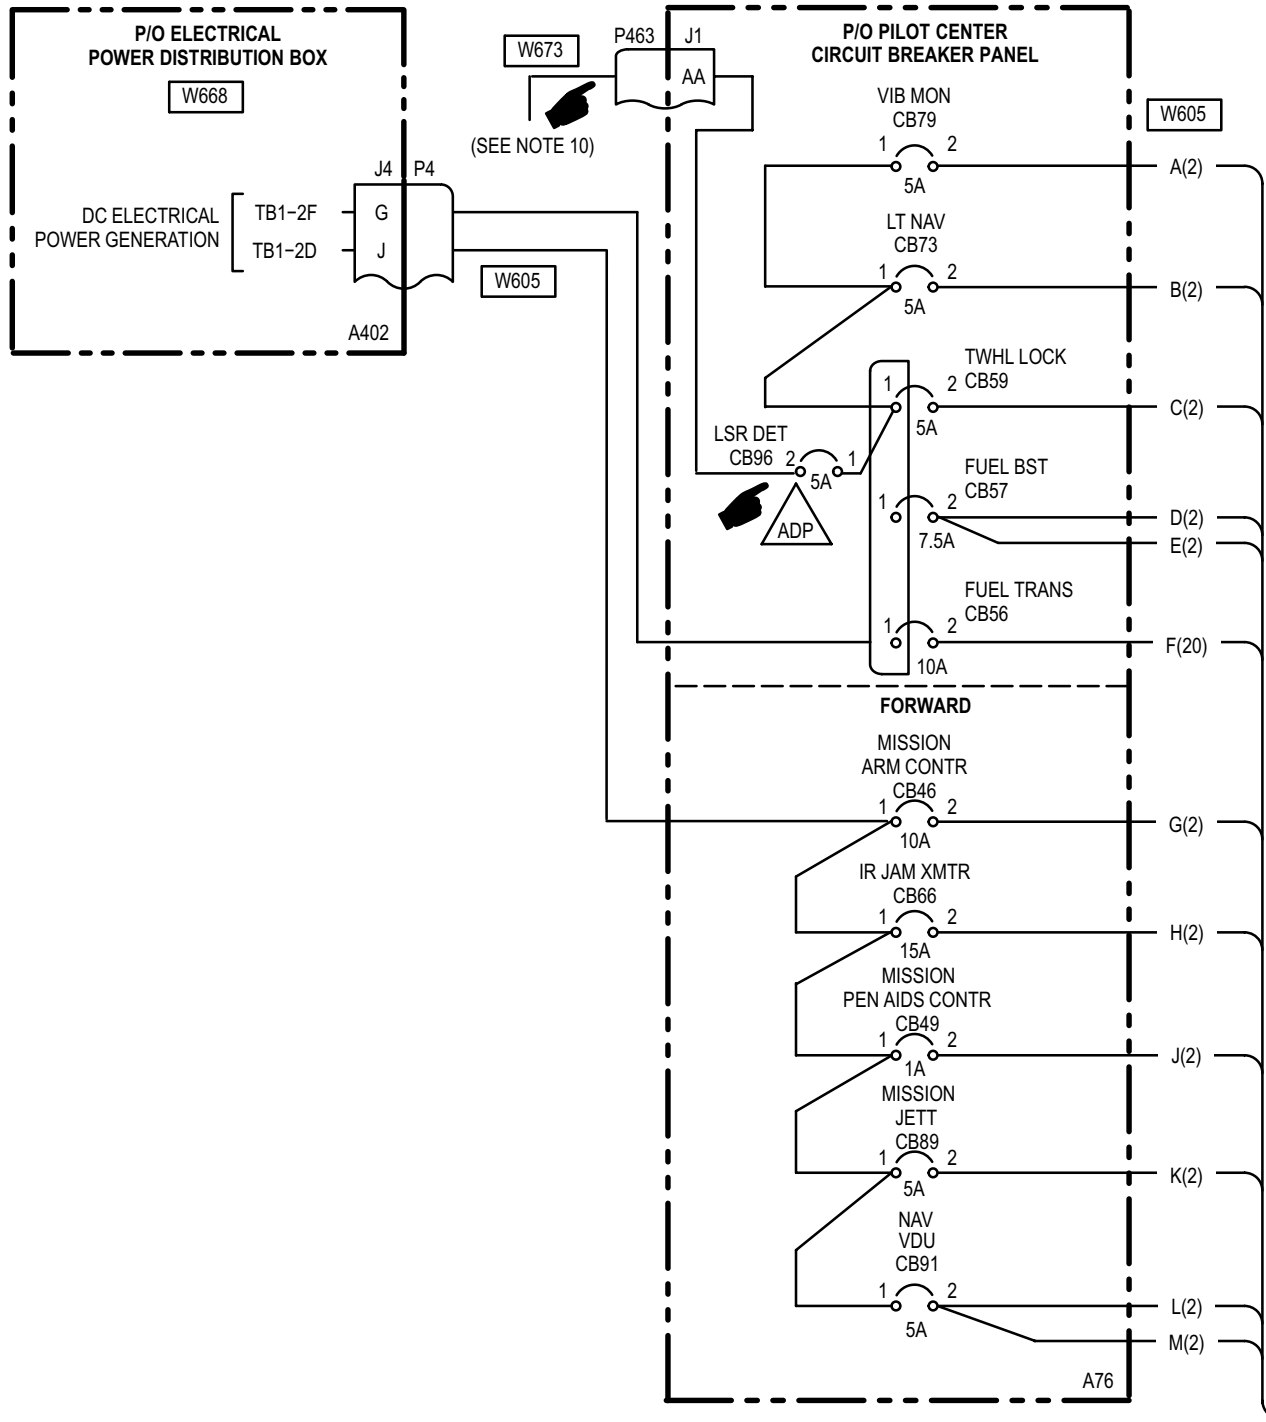 P/O ELECTRICAL
POWER DISTRIBUTION BOX
W668
J4 P4
DC ELECTRICAL
POWER GENERATION
TB1−2F
G
TB1−2D
J
W605
A402
W673
P463 J1
AA
(SEE NOTE 10)
P/O PILOT CENTER
CIRCUIT BREAKER PANEL
W605
VIB MON
CB79
1 2
5A
A(2)
LT NAV
CB73
1 2
5A
B(2)
TWHL LOCK
1 2 CB59
5A
C(2)
LSR DET
CB96 2 1
5A
ADP
FUEL BST
CB57
1 2
7.5A
D(2)
E(2)
FUEL TRANS
CB56
1 2
10A
F(20)
FORWARD
MISSION
ARM CONTR
CB46
1 2
10A
G(2)
IR JAM XMTR
CB66
1 2
15A
H(2)
MISSION
PEN AIDS CONTR
CB49
1 2
1A
J(2)
MISSION
JETT
CB89
1 2
5A
K(2)
NAV
VDU
CB91
1 2
5A
L(2)
M(2)
A76